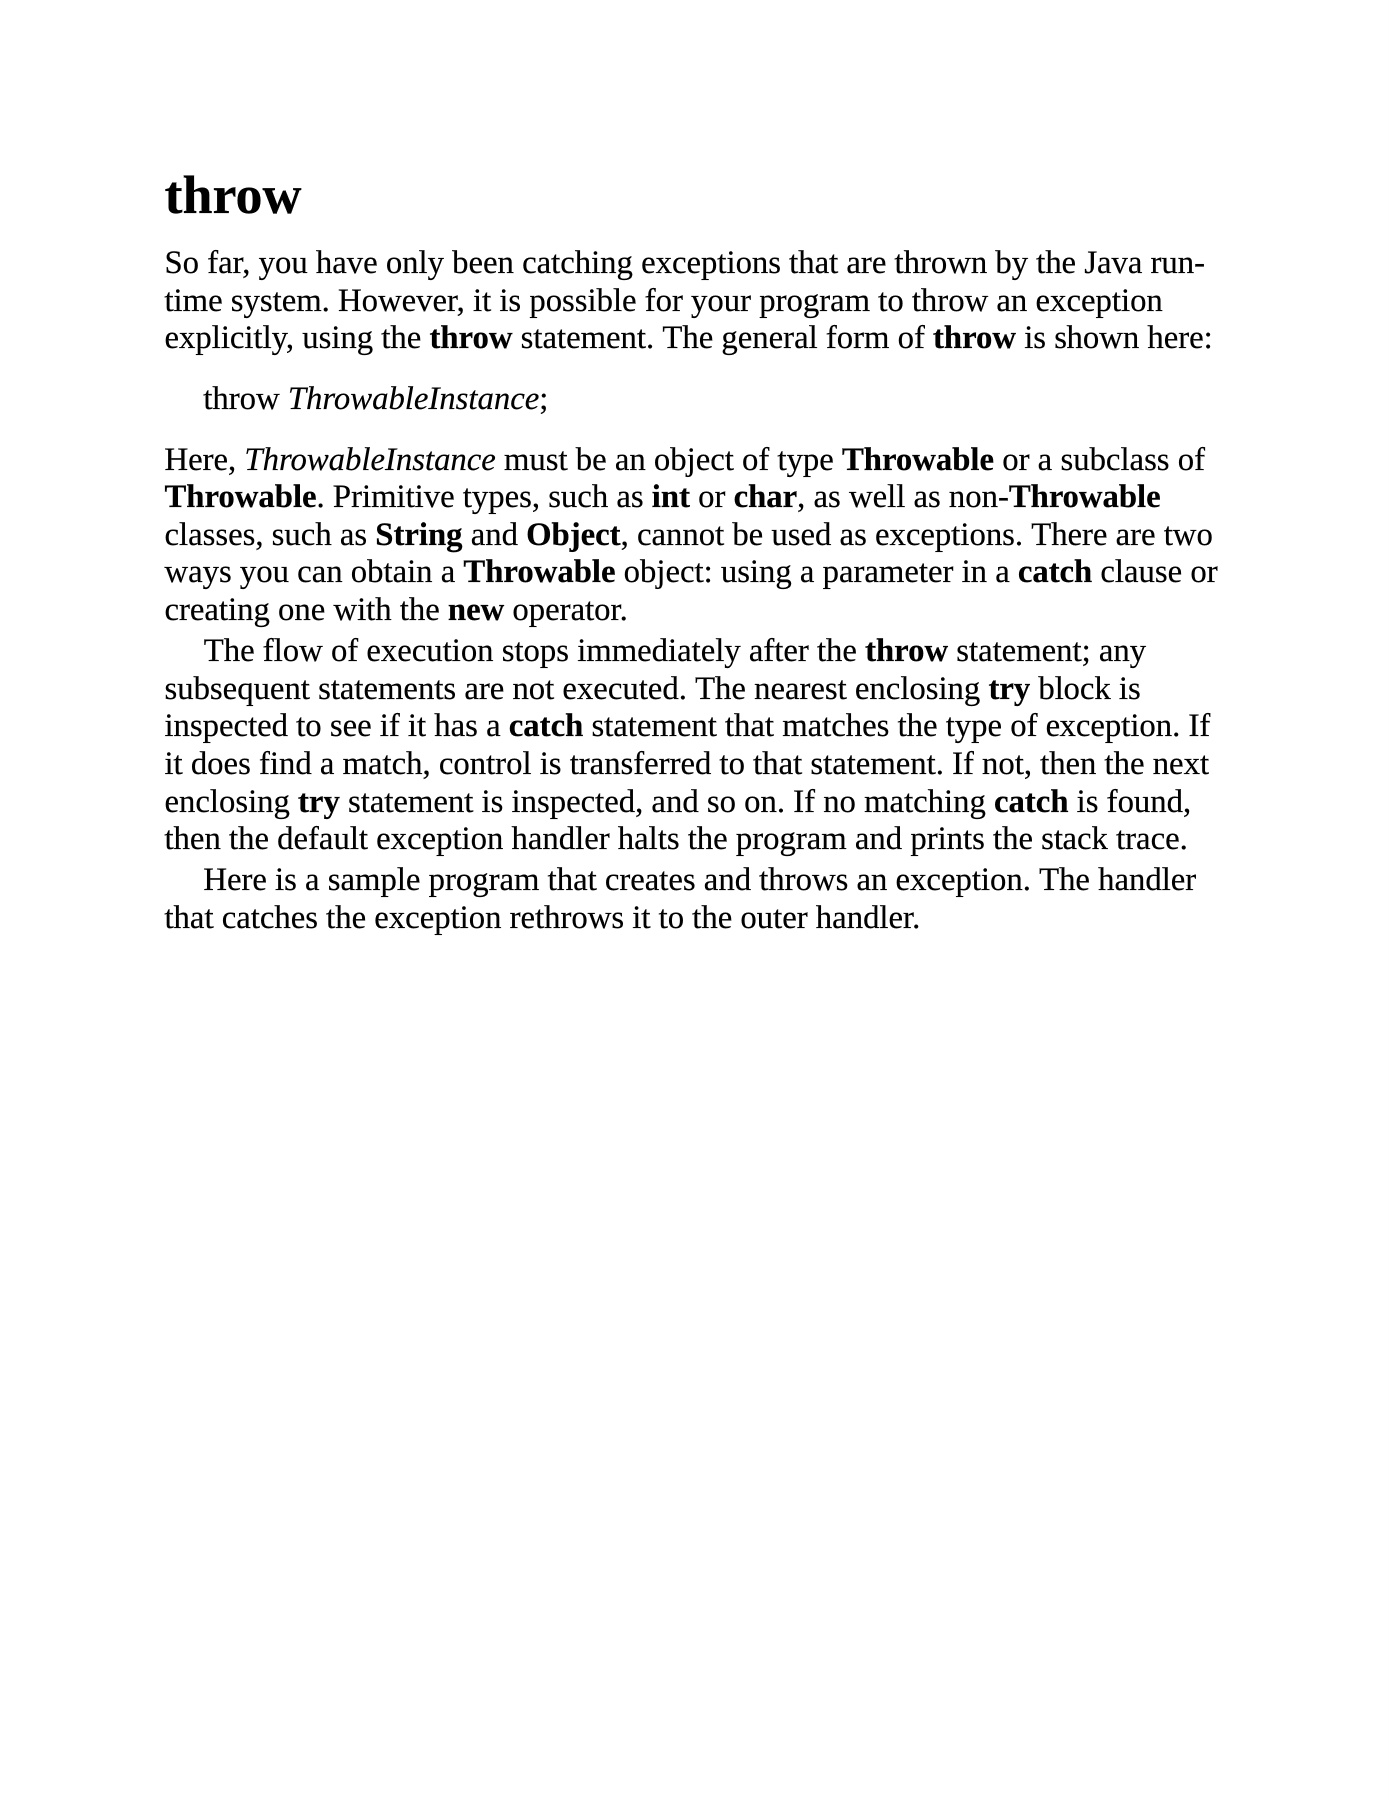 throw
So far, you have only been catching exceptions that are thrown by the Java run-
time system. However, it is possible for your program to throw an exception
explicitly, using the throw statement. The general form of throw is shown here:
throw ThrowableInstance;
Here, ThrowableInstance must be an object of type Throwable or a subclass of
Throwable. Primitive types, such as int or char, as well as non-Throwable
classes, such as String and Object, cannot be used as exceptions. There are two
ways you can obtain a Throwable object: using a parameter in a catch clause or
creating one with the new operator.
The flow of execution stops immediately after the throw statement; any
subsequent statements are not executed. The nearest enclosing try block is
inspected to see if it has a catch statement that matches the type of exception. If
it does find a match, control is transferred to that statement. If not, then the next
enclosing try statement is inspected, and so on. If no matching catch is found,
then the default exception handler halts the program and prints the stack trace.
Here is a sample program that creates and throws an exception. The handler
that catches the exception rethrows it to the outer handler.